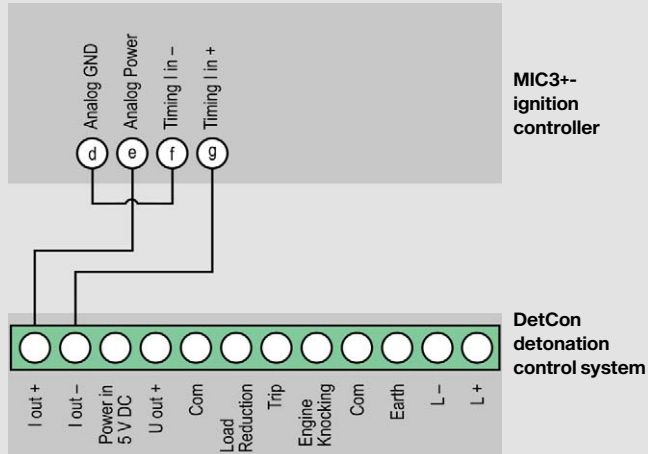 Analog GND
Analog Power
Timing I in –
Timing I in +
d
e
f
g
MIC3+-
ignition
controller
DetCon
detonation
control system
I out +
I out –
Power in
5 V DC
U out +
Com
Load
Reduction
Trip
Engine
Knocking
Com
Earth
L –
L +